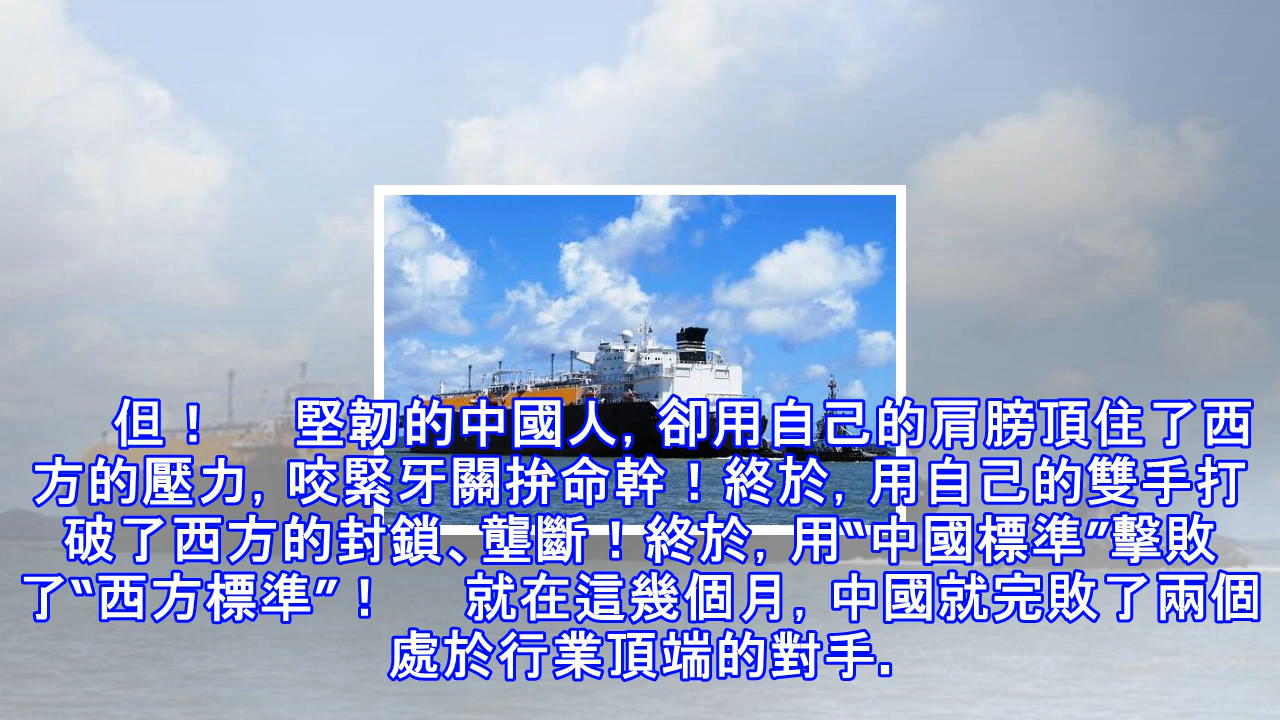 但！ 堅韌的中國人, 卻用自己的肩膀頂住了西
方的壓力, 咬緊牙關拚命幹！終於, 用自己的雙手打
破了西方的封鎖、壟斷！終於, 用“中國標準”擊敗
了“西方標準”！ 就在這幾個月, 中國就完敗了兩個
處於行業頂端的對手.